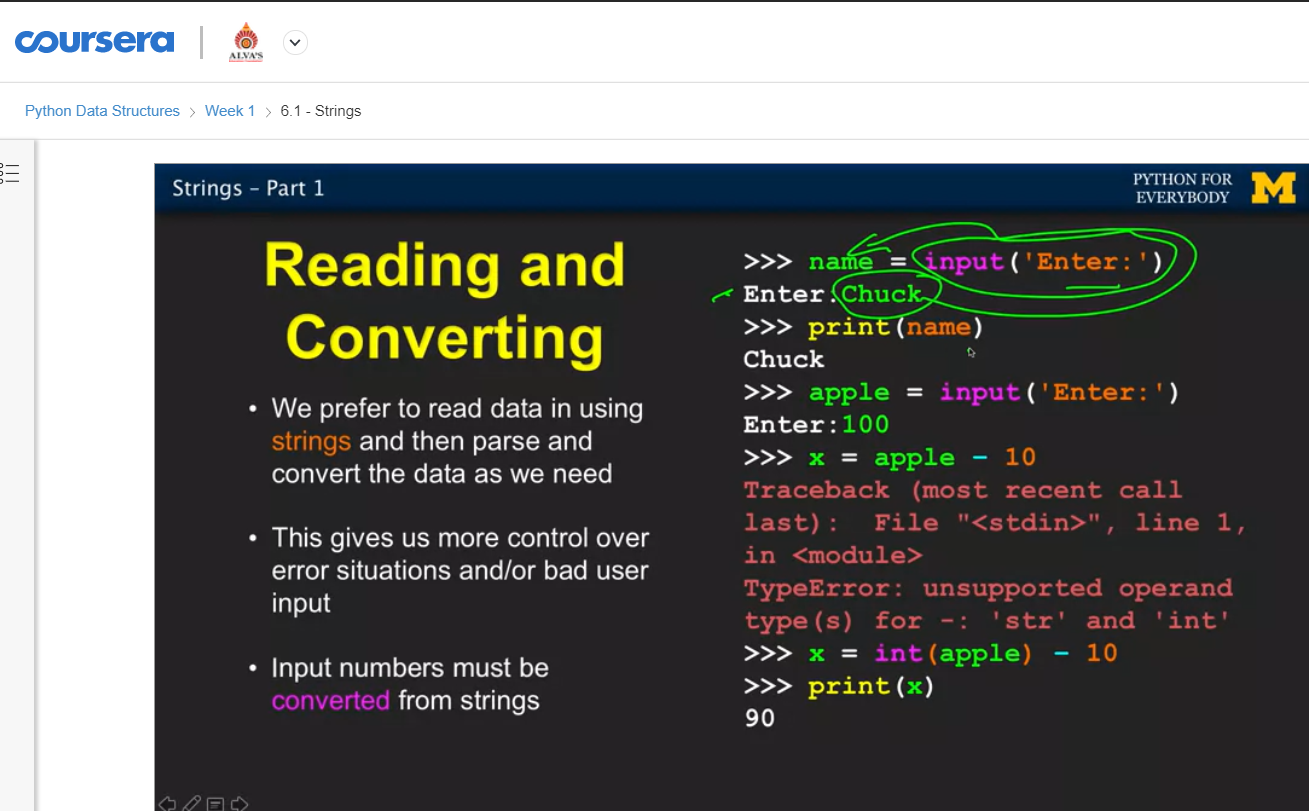 coursera
ALVA'S
Python Data Structures > Week 1 > 6.1 - Strings
Strings – Part 1
PYTHON FOR
EVERYBODY
M
Reading and
Converting
• We prefer to read data in using
strings and then parse and
convert the data as we need
• This gives us more control over
error situations and/or bad user
input
• Input numbers must be
converted from strings
>>> name = input('Enter:')
Enter:Chuck
>>> print(name)
Chuck
>>> apple = input('Enter:')
Enter:100
>>> x = apple – 10
Traceback (most recent call
last):  File "<stdin>", line 1,
in <module>
TypeError: unsupported operand
type(s) for -: 'str' and 'int'
>>> x = int(apple) – 10
>>> print(x)
90